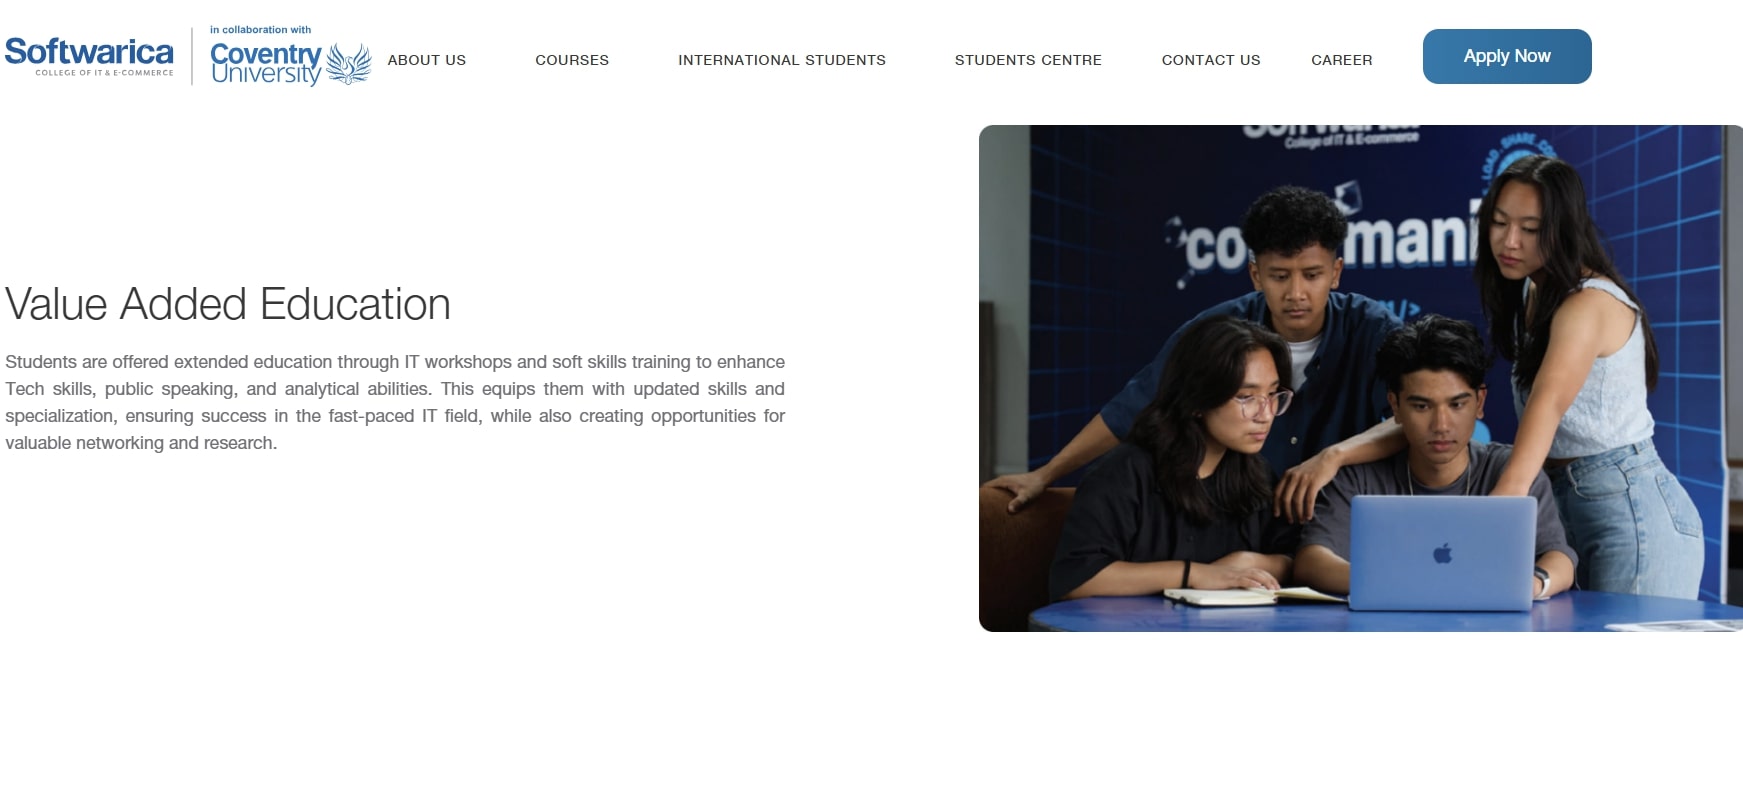 in collaboration with
Softwarica
COLLEGE OF IT & E-COMMERCE
Coventry
University
ABOUT US
COURSES
INTERNATIONAL STUDENTS
STUDENTS CENTRE
CONTACT US
CAREER
Apply Now
Value Added Education
Students are offered extended education through IT workshops and soft skills training to enhance
Tech skills, public speaking, and analytical abilities. This equips them with updated skills and
specialization, ensuring success in the fast-paced IT field, while also creating opportunities for
valuable networking and research.
College of IT & E-commerce
LOAD . SHARE . CO